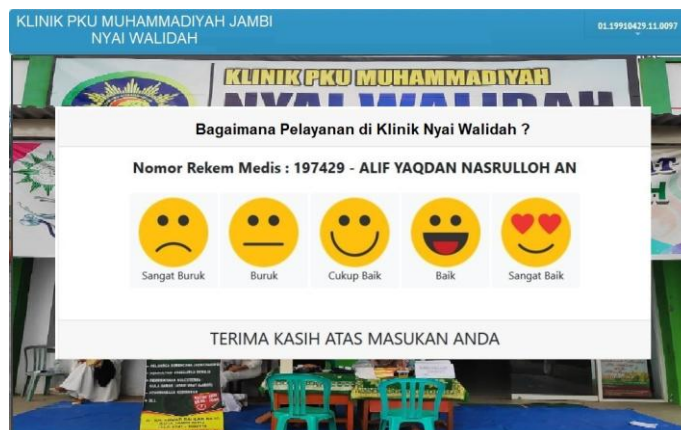 KLINIK PKU MUHAMMADIYAH JAMBI
NYAI WALIDAH
01.19910429.11.0097
KLINIK PKU MUHAMMADIYAH
NYAI WALIDAH
Bagaimana Pelayanan di Klinik Nyai Walidah ?
Nomor Rekem Medis : 197429 - ALIF YAQDAN NASRULLOH AN
Sangat Buruk
Buruk
Cukup Baik
Baik
Sangat Baik
TERIMA KASIH ATAS MASUKAN ANDA